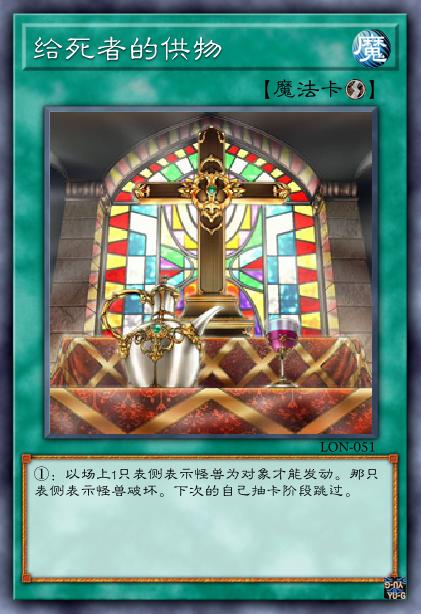 给死者的供物
魔
【魔法卡】
LON-051
①：以场上1只表侧表示怪兽为对象才能发动。那只
表侧表示怪兽破坏。下次的自己抽卡阶段跳过。